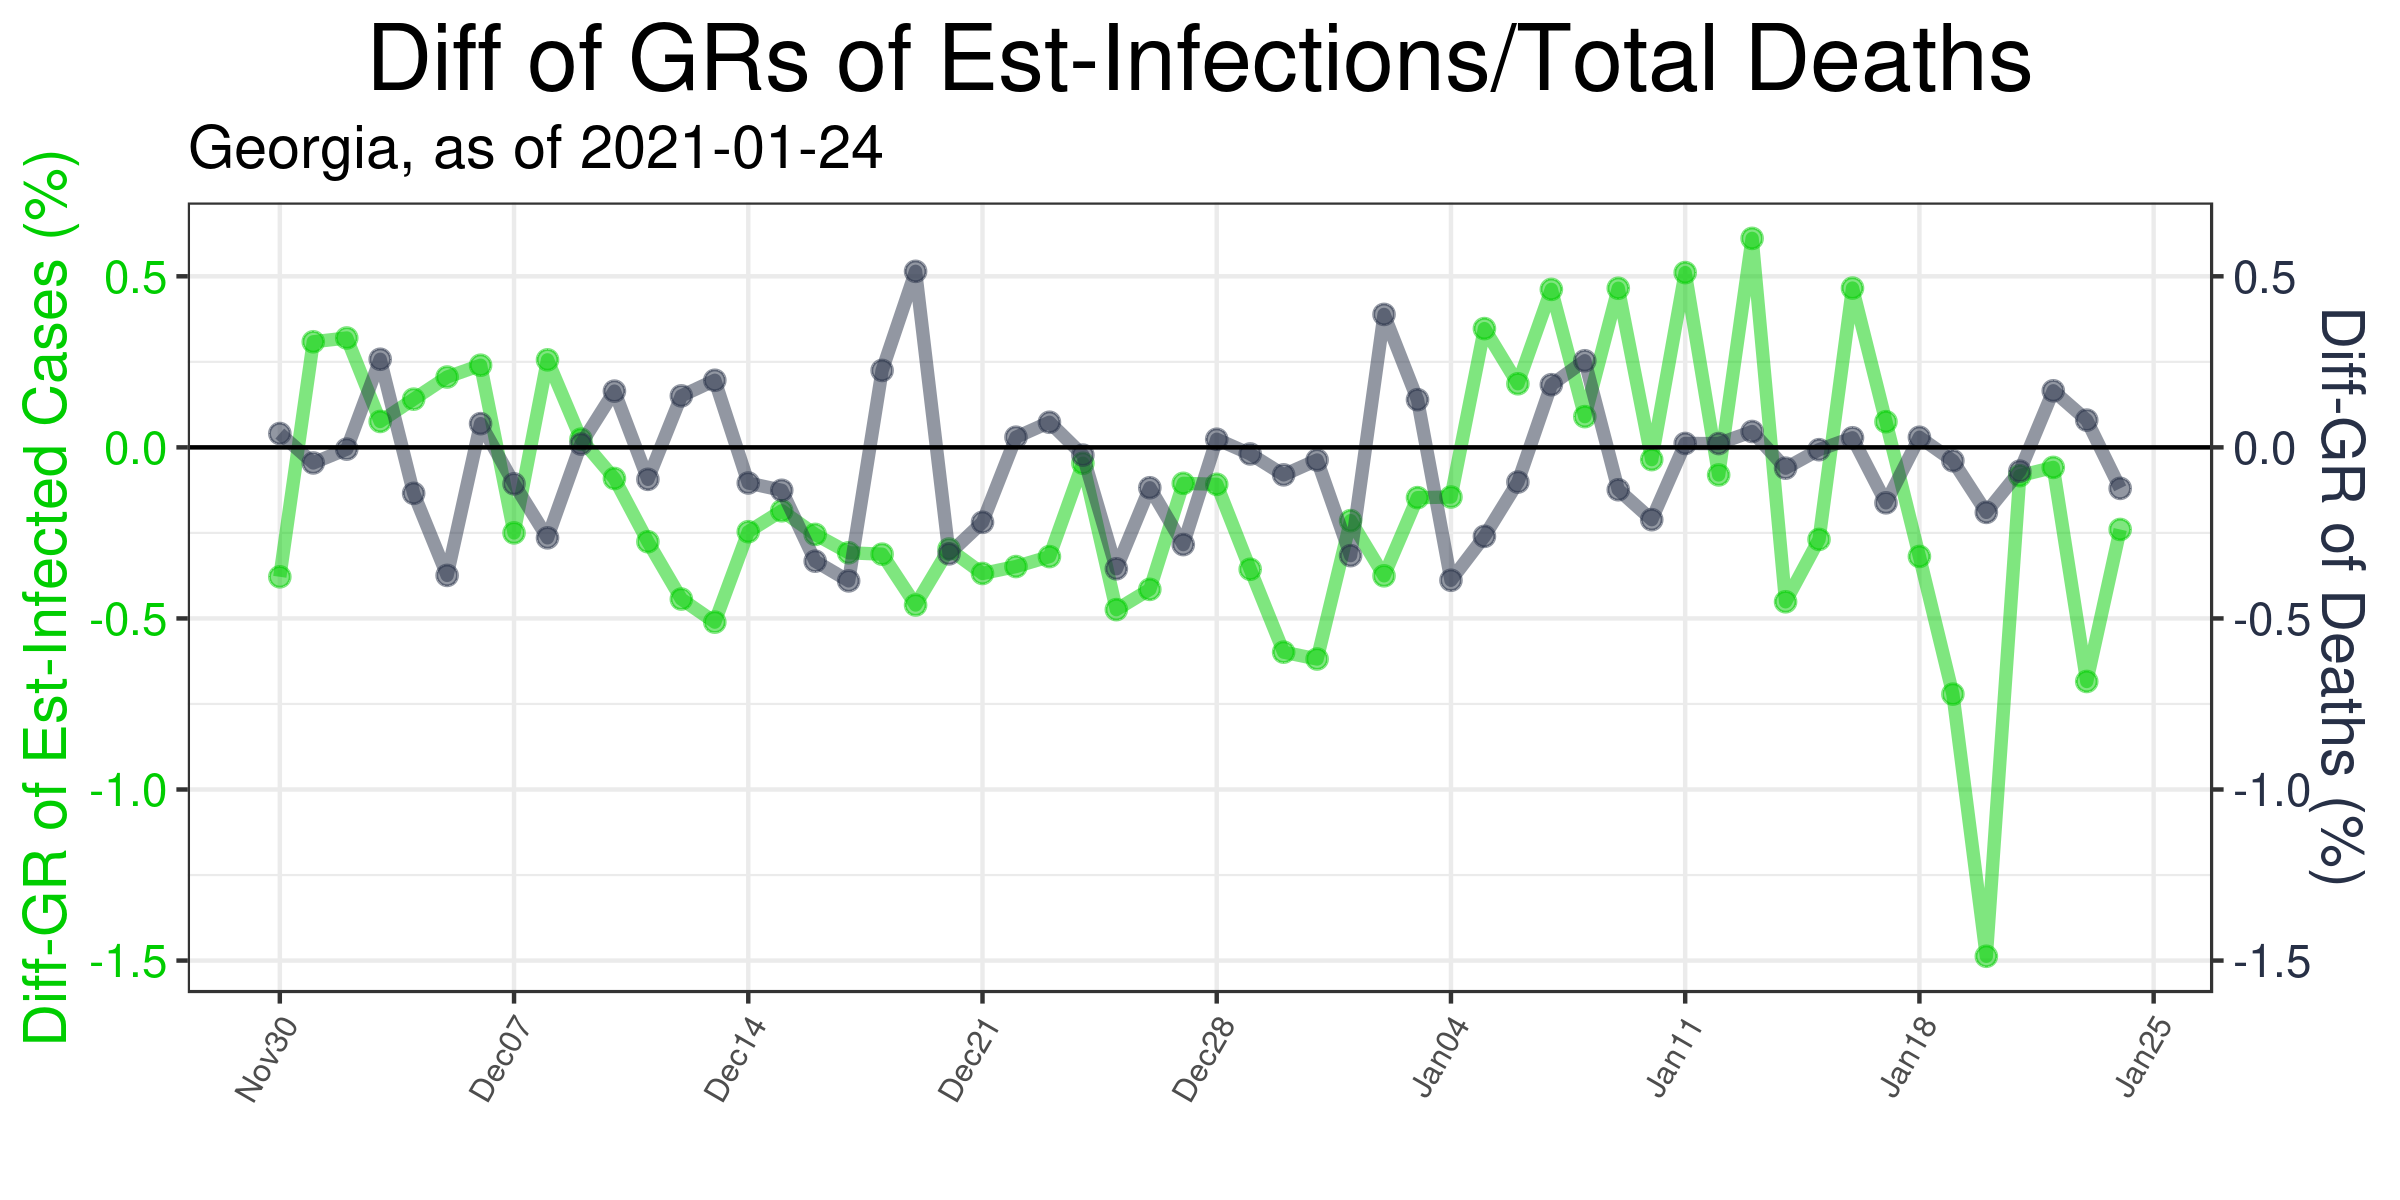 Diff of GRs of Est-Infections/Total Deaths
Georgia, as of 2021-01-24
Diff-GR of Est-Infected Cases (%)
0.5
0.0
-0.5
-1.0
-1.5
0.5
0.0
-0.5
-1.0
-1.5
Diff-GR of Deaths (%)
Nov30
Dec07
Dec14
Dec21
Dec28
Jan04
Jan11
Jan18
Jan25